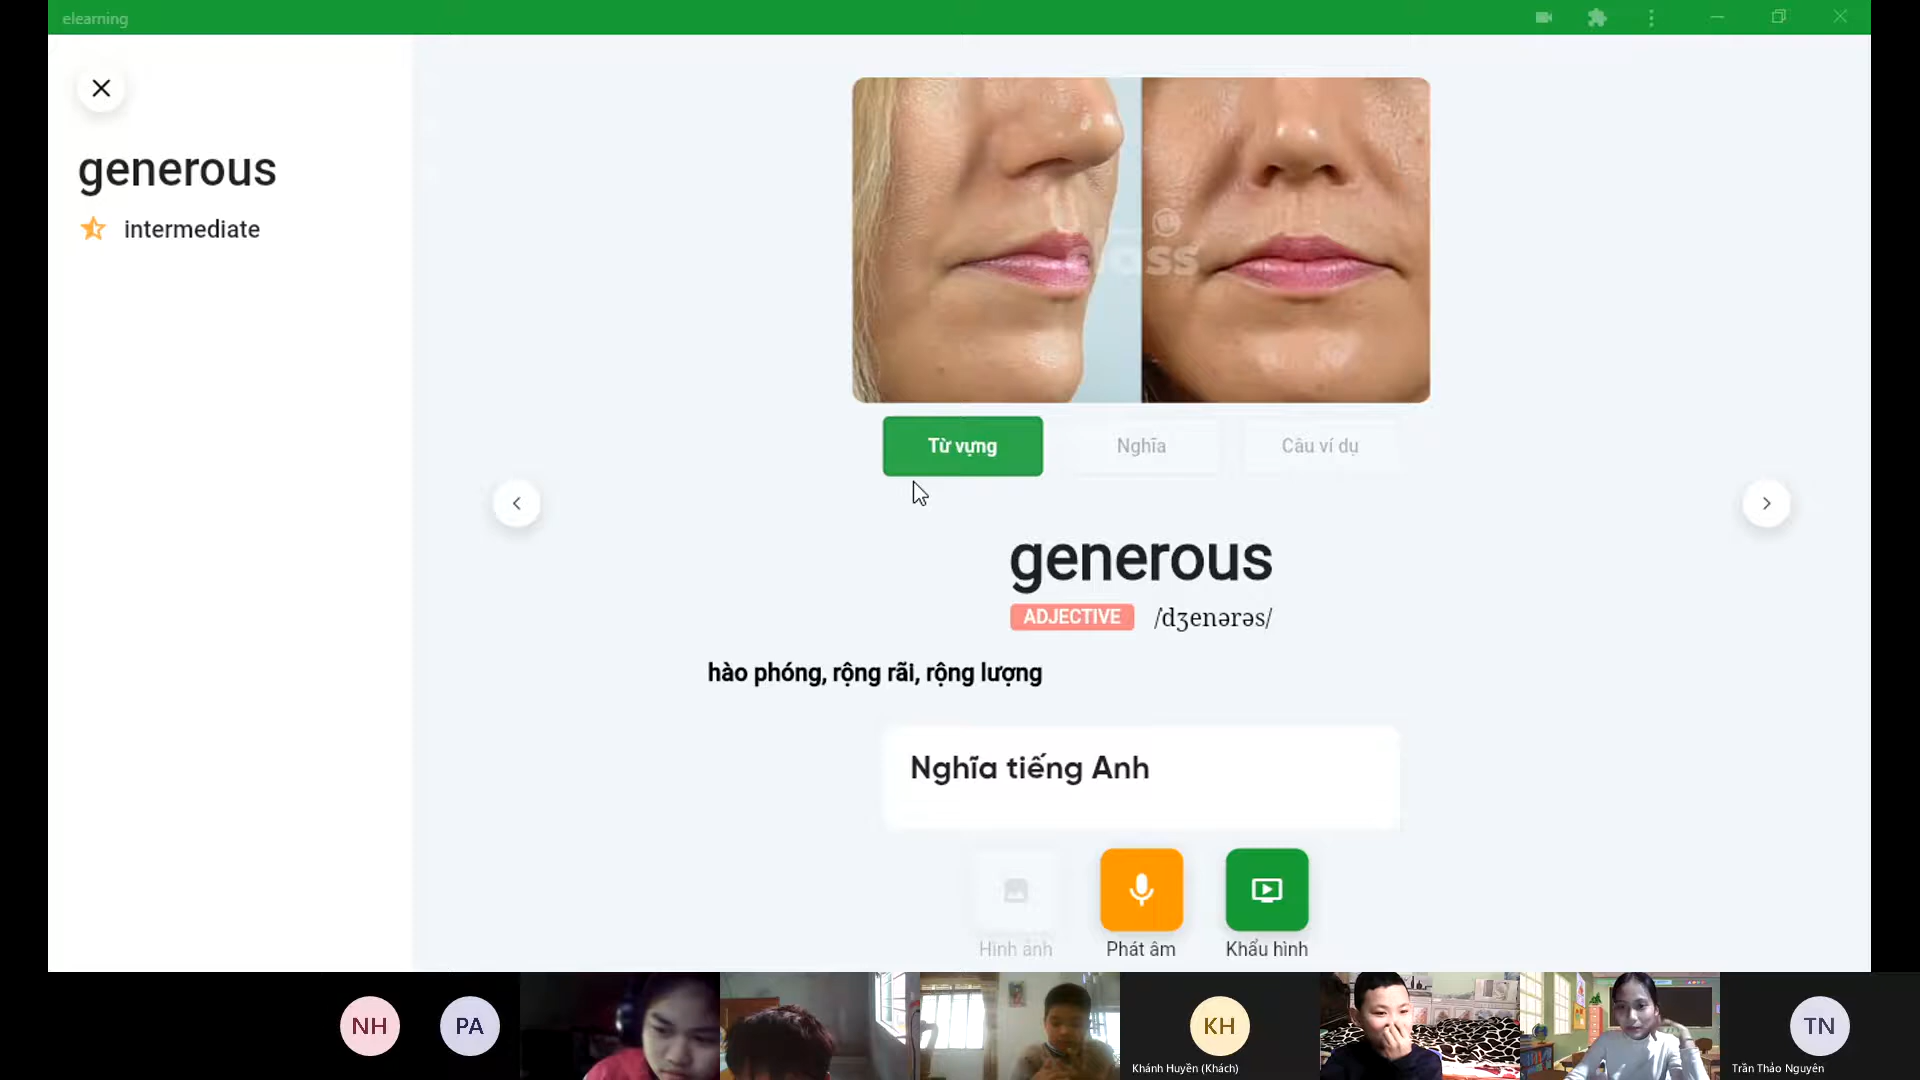 elearning
generous
intermediate
Từ vựng
Nghĩa
Câu ví dụ
generous
ADJECTIVE
/dʒenərəs/
hào phóng, rộng rãi, rộng lượng
Nghĩa tiếng Anh
Hình ảnh
Phát âm
Khẩu hình
NH
PA
KH
Khánh Huyền (Khách)
TN
Trần Thảo Nguyên